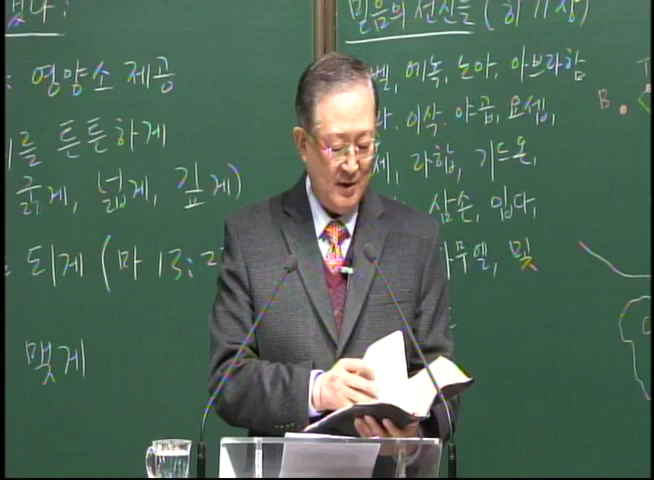 영양소 제공
를 튼튼하게
굵게, 넓게, 깊게)
되게 (마 13:2
맺게
믿음의 선진들 (히 11장)
벨, 에녹, 노아, 아브라함
이삭, 야곱, 요셉,
세, 라합, 기드온,
삼손, 입다,
무엘, 및
B